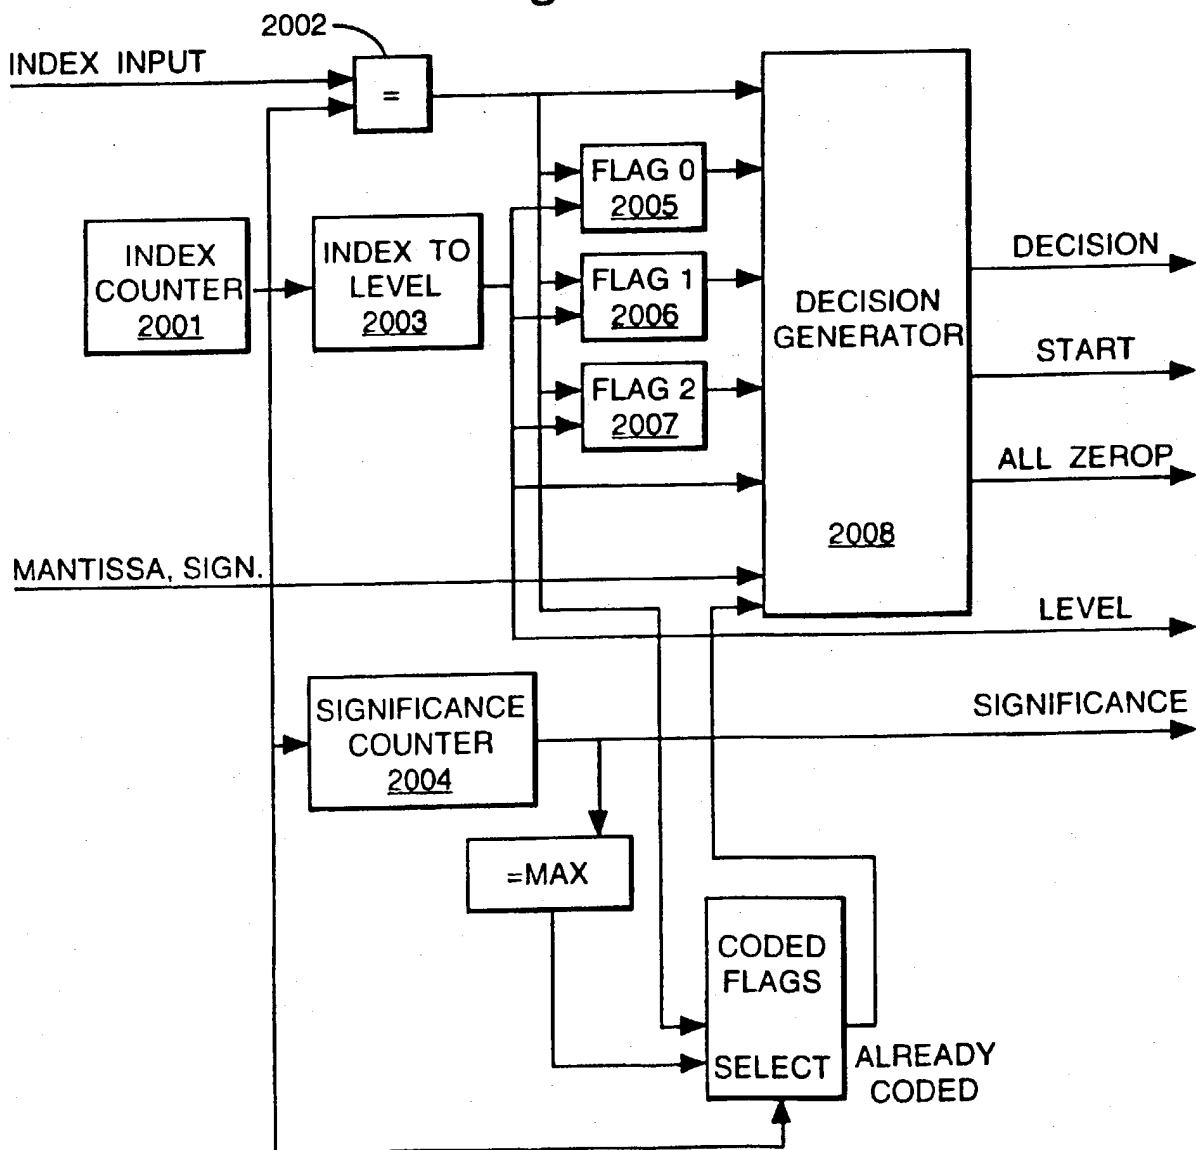 2002
INDEX INPUT
=
FLAG 0
2005
INDEX
COUNTER
2001
INDEX TO
LEVEL
2003
FLAG 1
2006
DECISION
GENERATOR
2008
DECISION
START
FLAG 2
2007
ALL ZEROP
MANTISSA, SIGN.
LEVEL
SIGNIFICANCE
COUNTER
2004
SIGNIFICANCE
=MAX
CODED
FLAGS
SELECT
ALREADY
CODED